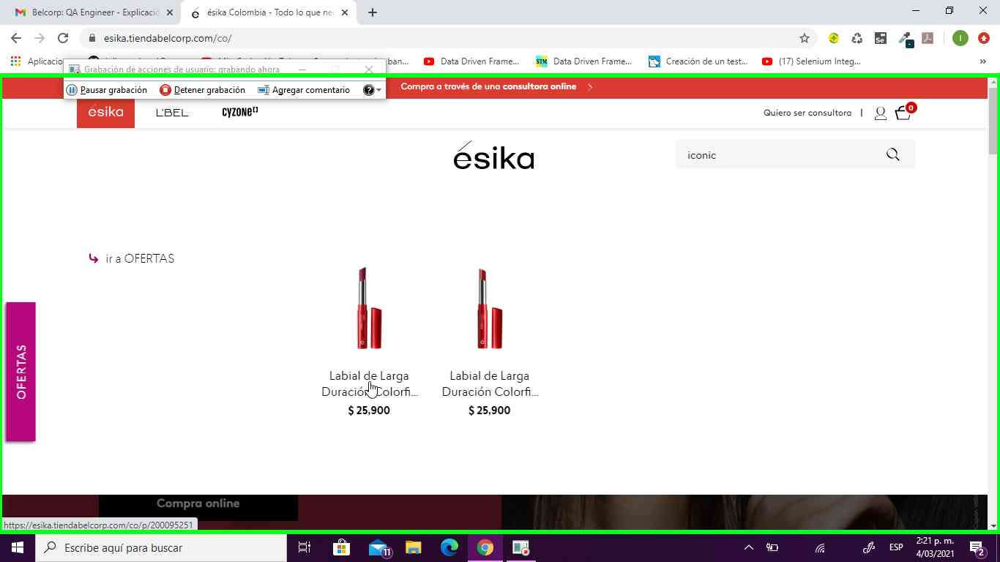 Belcorp: QA Engineer - Explicació
ésika Colombia - Todo lo que ne
esika.tiendabelcorp.com/co/
Aplicacio
Data Driven Frame...
Data Driven Frame...
Creación de un test...
(17) Selenium Integ...
Grabación de acciones de usuario: grabando ahora
Pausar grabación
Detener grabación
Agregar comentario
Compra a través de una consultora online
ésika
L'BEL
cyzone
Quiero ser consultora
0
ésika
iconic
ir a OFERTAS
OFERTAS
Labial de Larga
Duración Colorfi...
$ 25,900
Labial de Larga
Duración Colorfi...
$ 25,900
Compra online
https://esika.tiendabelcorp.com/co/p/200095251
Escribe aquí para buscar
11
ESP
2:21 p. m.
4/03/2021
2